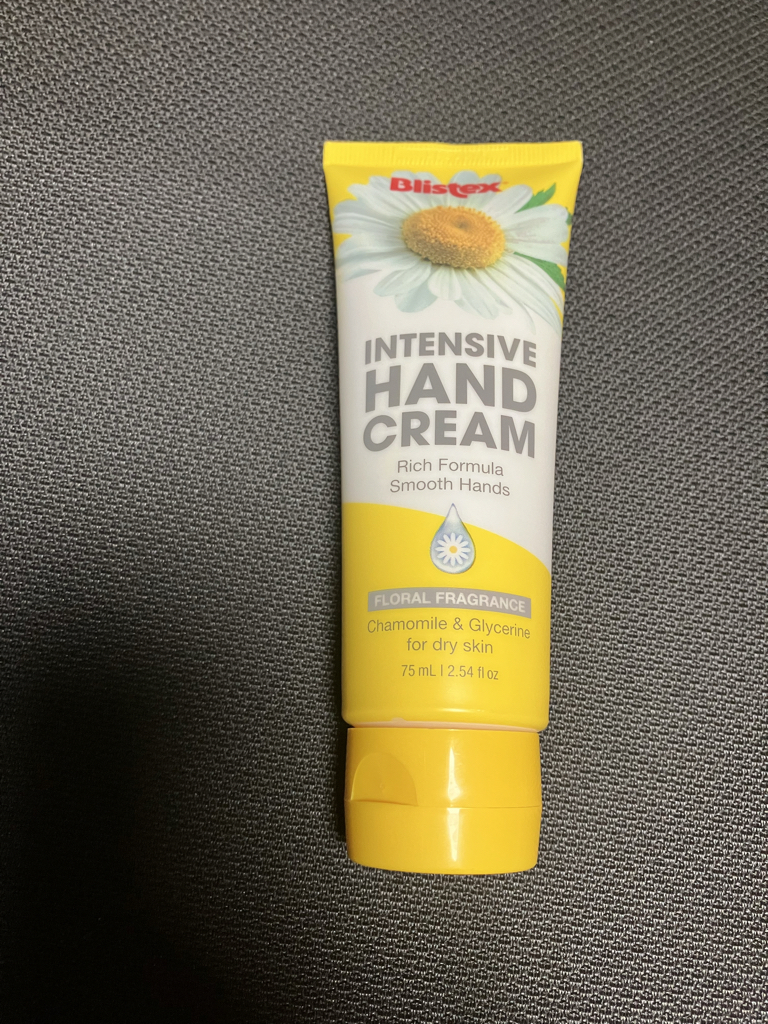 Blistex
INTENSIVE
HAND
CREAM
Rich Formula
Smooth Hands
FLORAL FRAGRANCE
Chamomile & Glycerine
for dry skin
75 mL | 2.54 fl oz